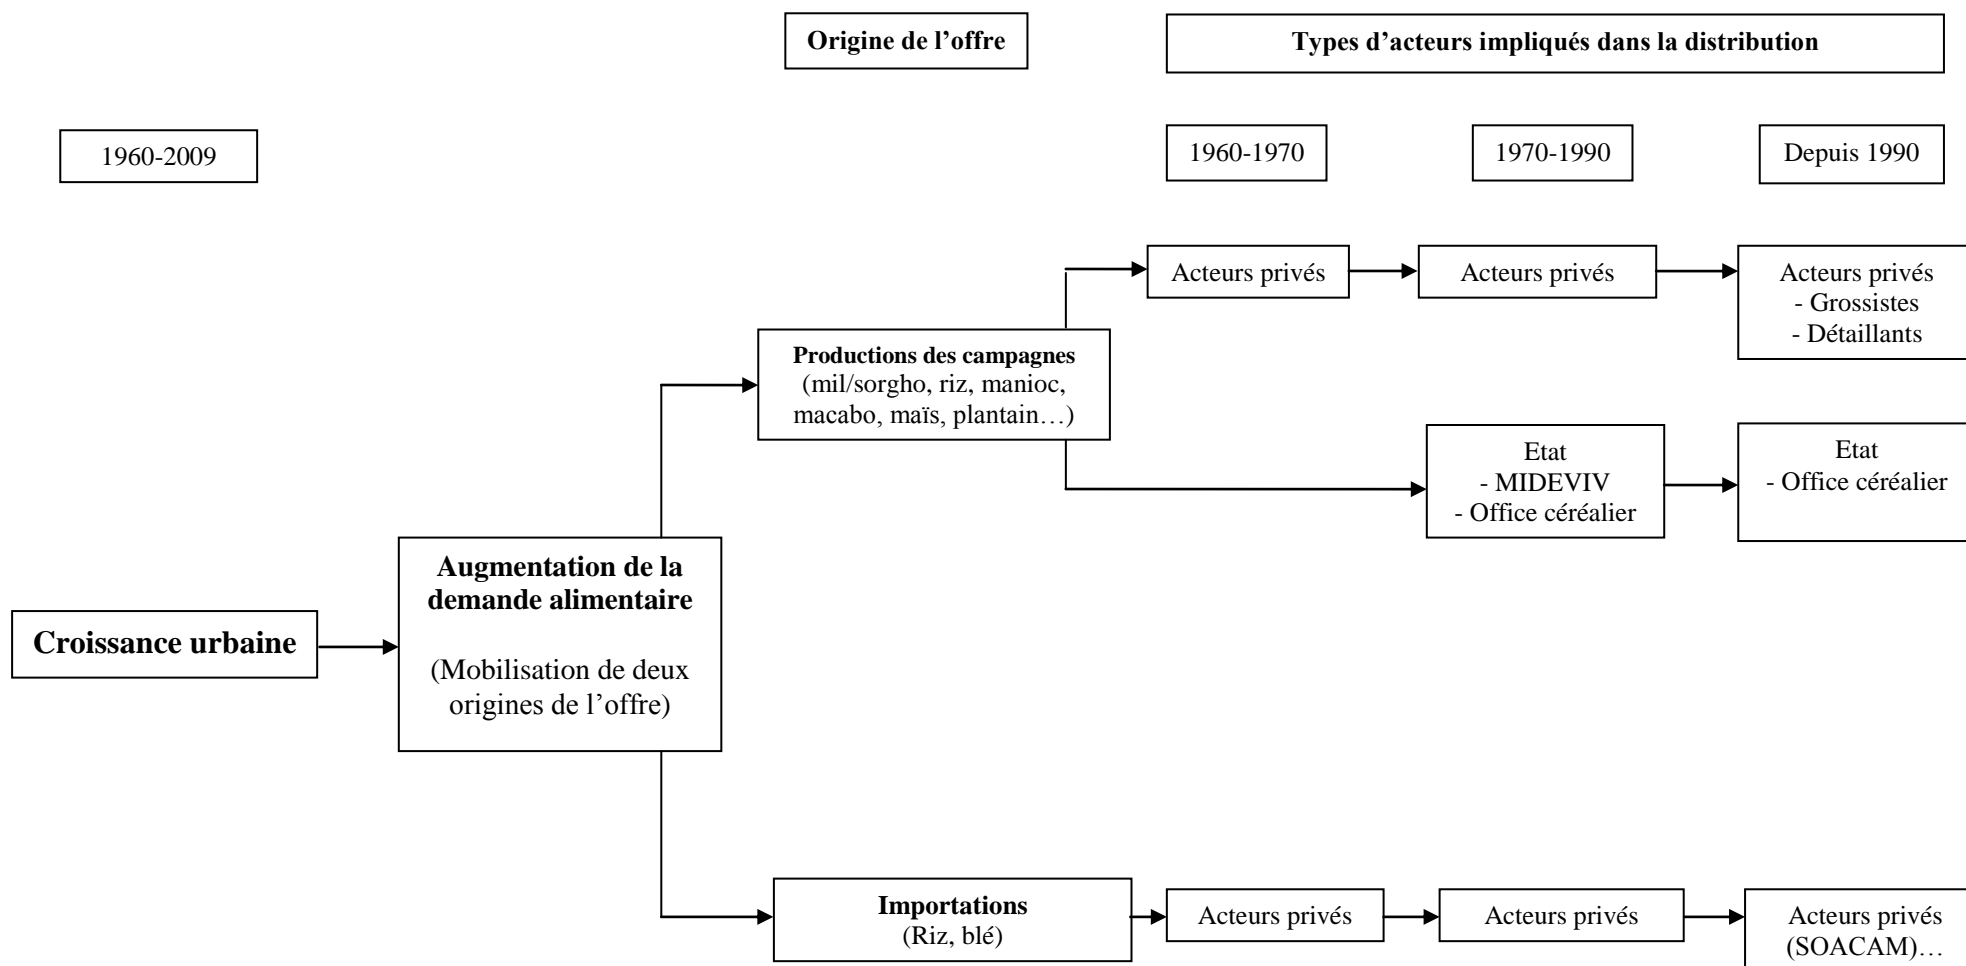 Origine de l’offre
Types d’acteurs impliqués dans la distribution
1960-2009
1960-1970
1970-1990
Depuis 1990
Acteurs privés
Acteurs privés
Acteurs privés
- Grossistes
- Détaillants
Productions des campagnes
(mil/sorgho, riz, manioc,
macabo, maïs, plantain…)
Etat
- MIDEVIV
- Office céréalier
Etat
- Office céréalier
Augmentation de la
demande alimentaire
(Mobilisation de deux
origines de l’offre)
Croissance urbaine
Importations
(Riz, blé)
Acteurs privés
Acteurs privés
Acteurs privés
(SOACAM)…